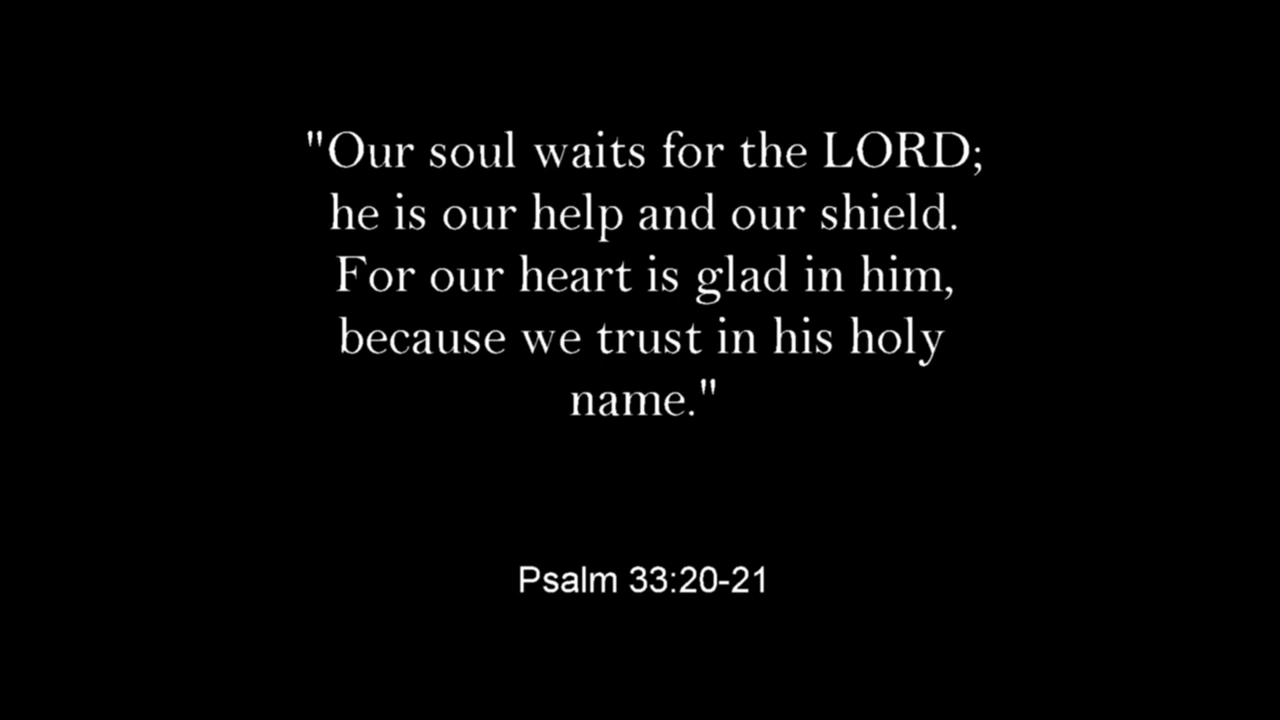 "Our soul waits for the LORD;
he is our help and our shield.
For our heart is glad in him,
because we trust in his holy
name."
Psalm 33:20-21